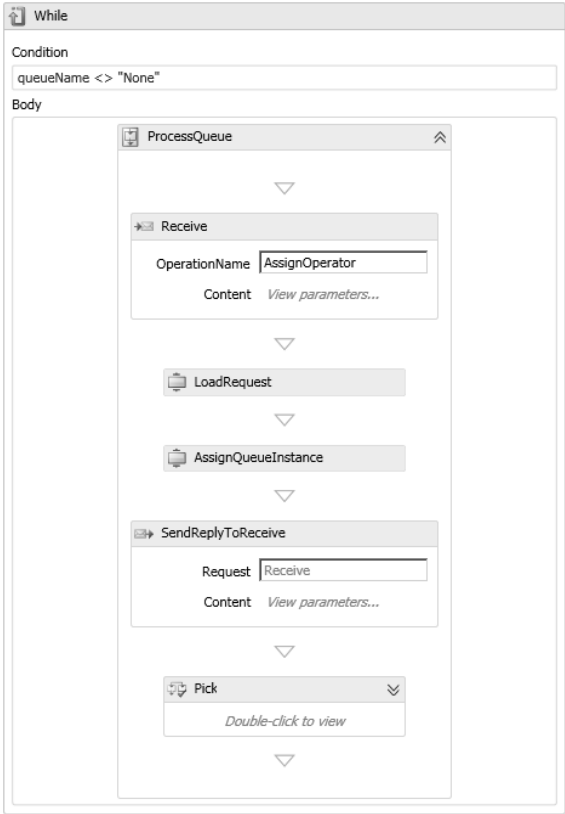 While
Condition
queueName <> "None"
Body
ProcessQueue
Receive
OperationName AssignOperator
Content View parameters...
LoadRequest
AssignQueueInstance
SendReplyToReceive
Request Receive
Content View parameters...
Pick
Double-click to view